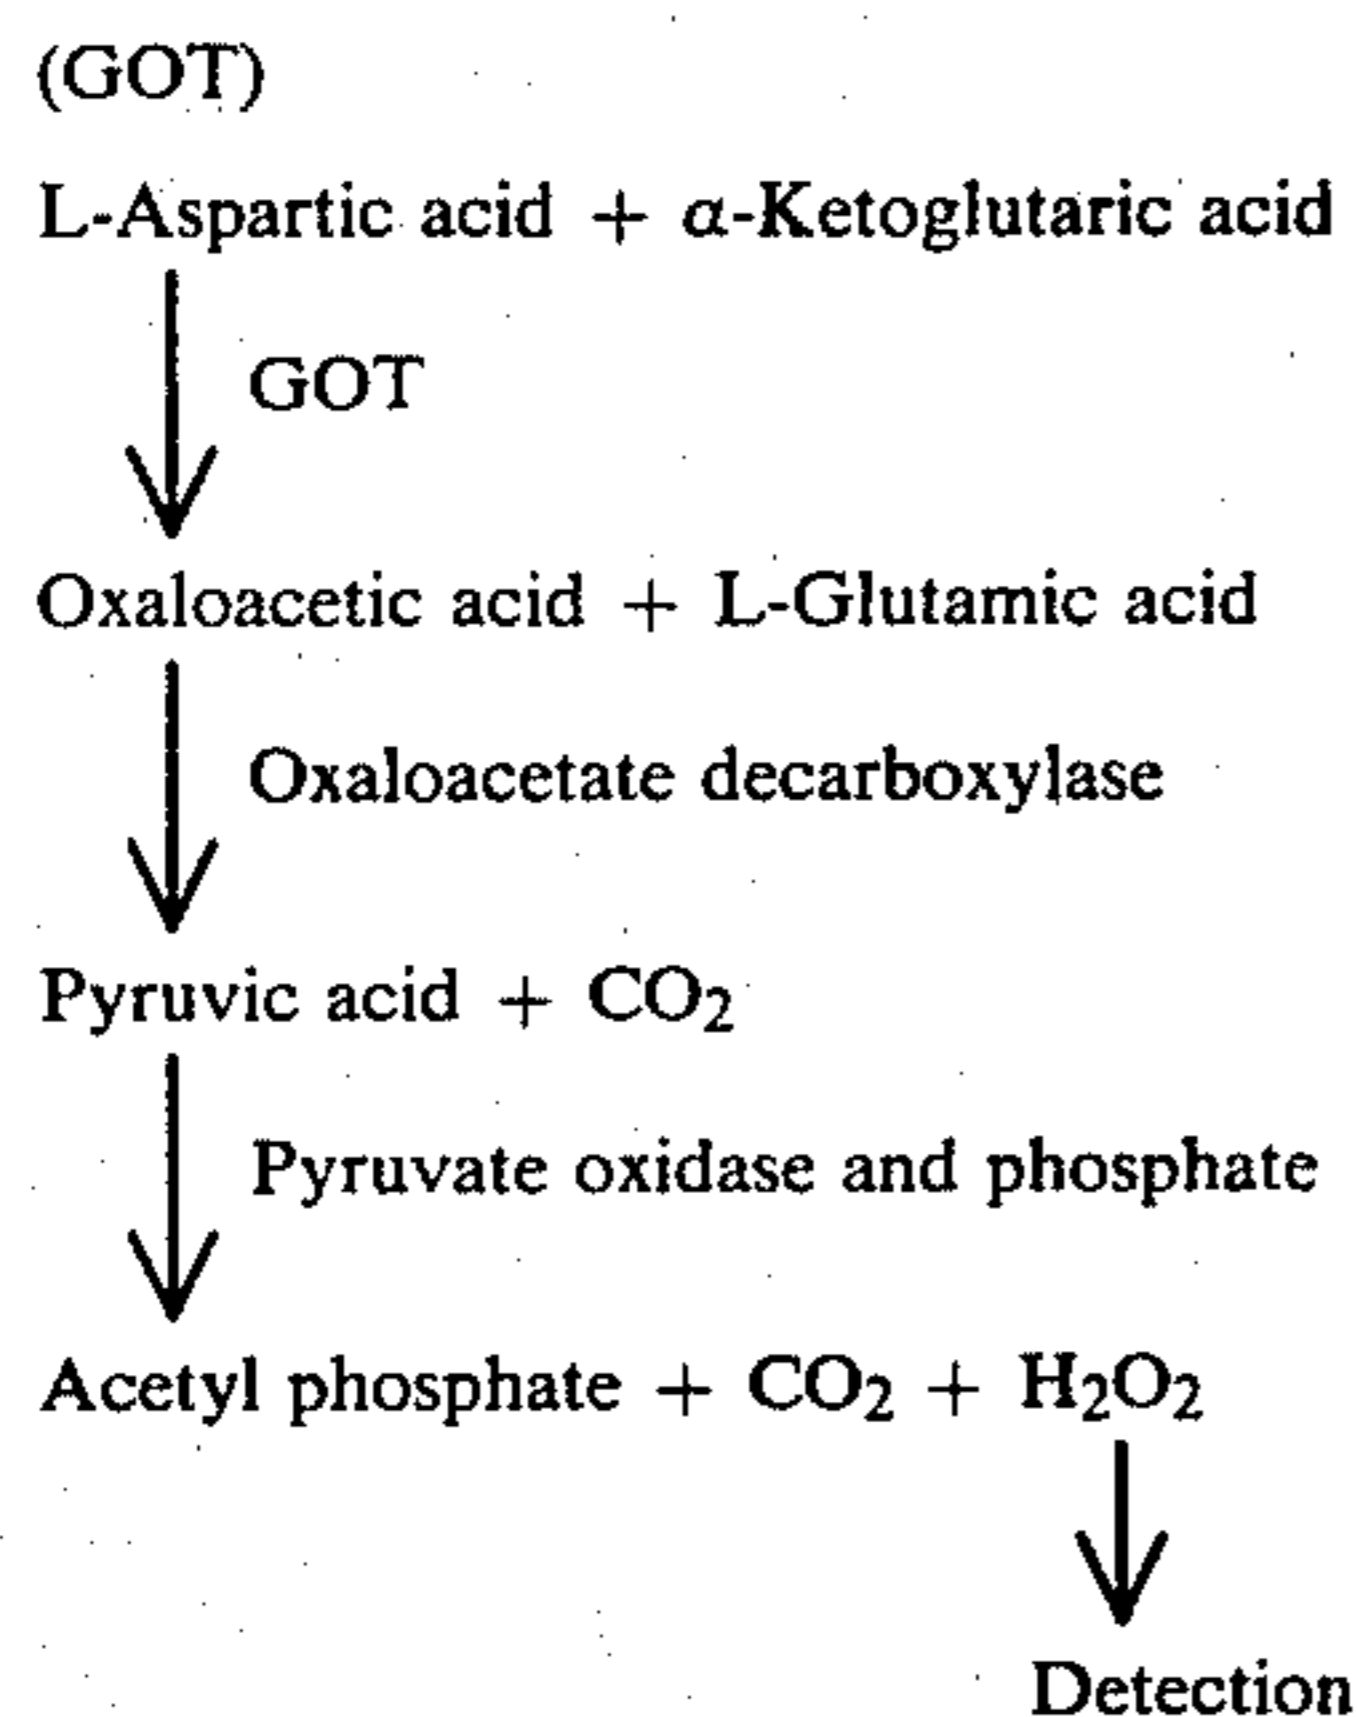 (GOT)
L-Aspartic acid + α-Ketoglutaric acid
GOT
Oxaloacetic acid + L-Glutamic acid
Oxaloacetate decarboxylase
Pyruvic acid + CO₂
Pyruvate oxidase and phosphate
Acetyl phosphate + CO₂ + H₂O₂
Detection